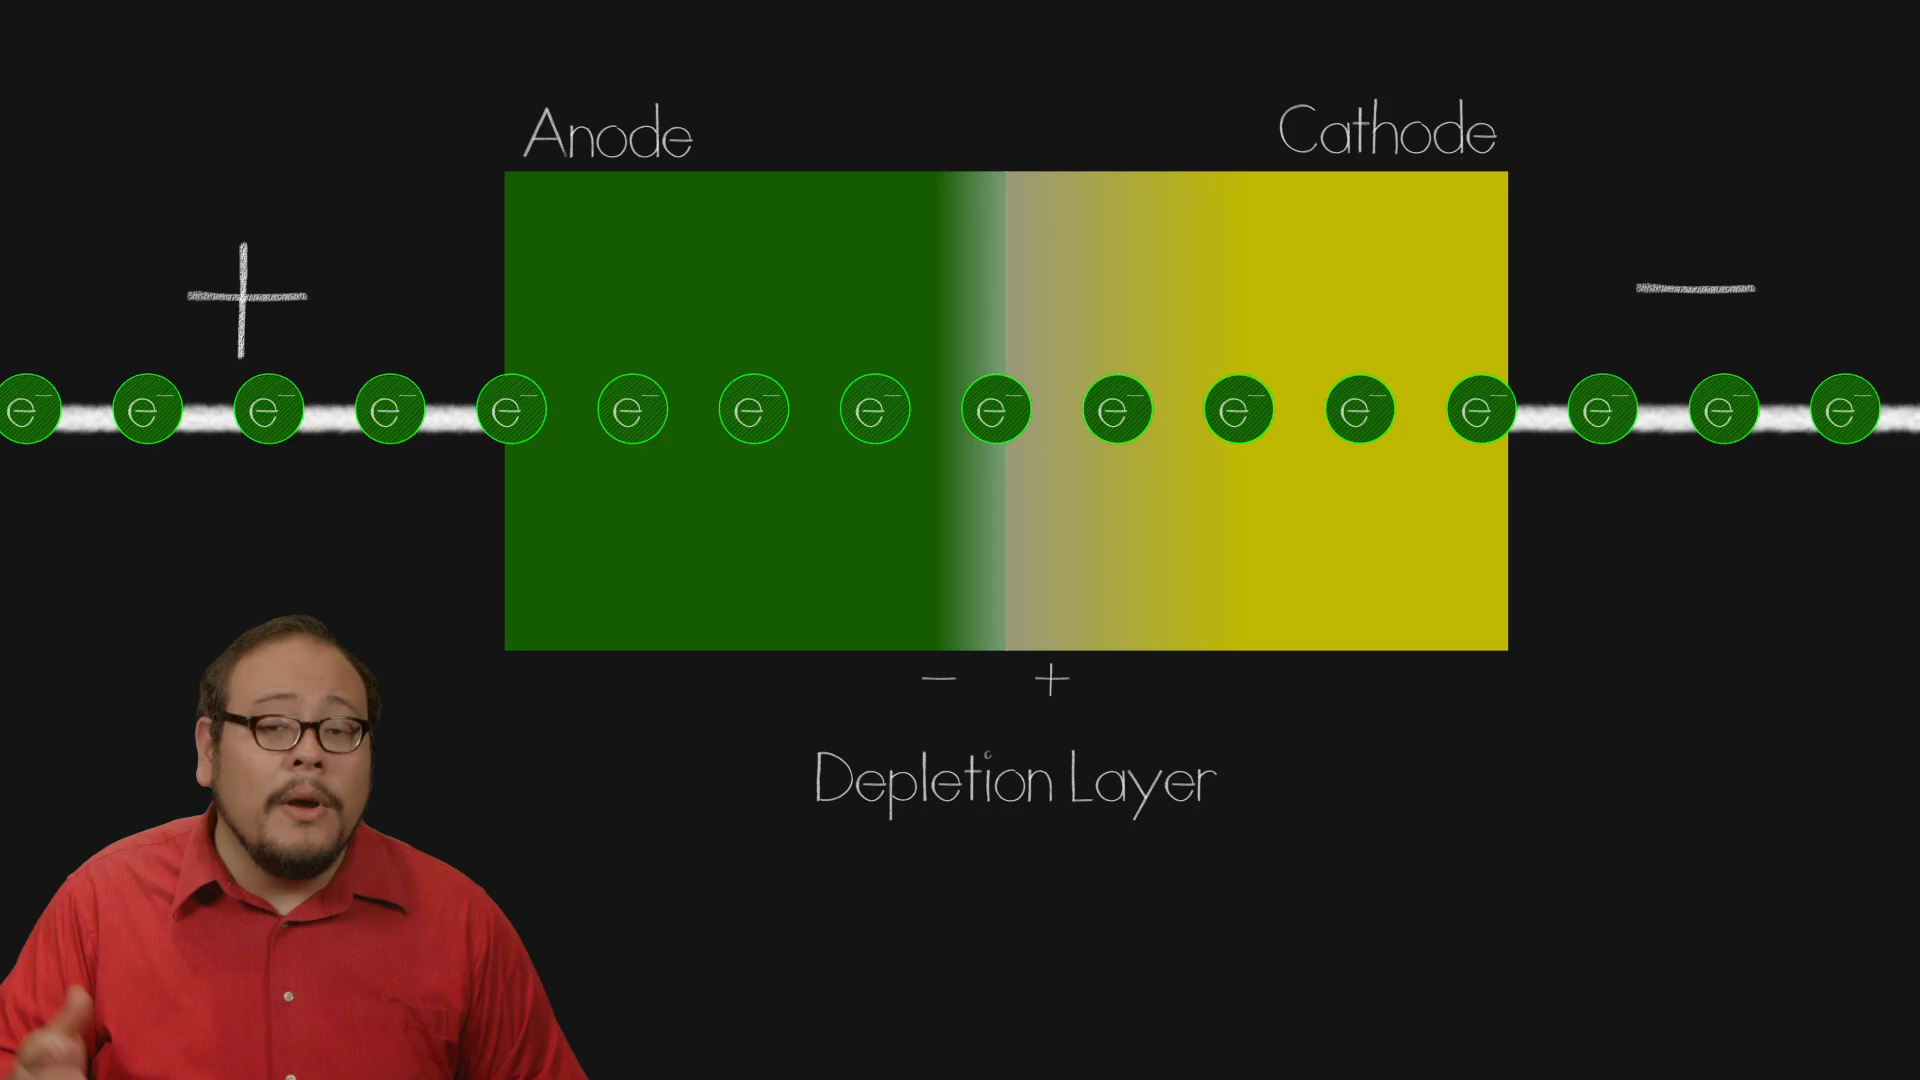 Anode
Cathode
+
−
e⁻ e⁻ e⁻ e⁻ e⁻ e⁻ e⁻ e⁻ e⁻ e⁻ e⁻ e⁻ e⁻ e⁻ e⁻ e⁻
− +
Depletion Layer